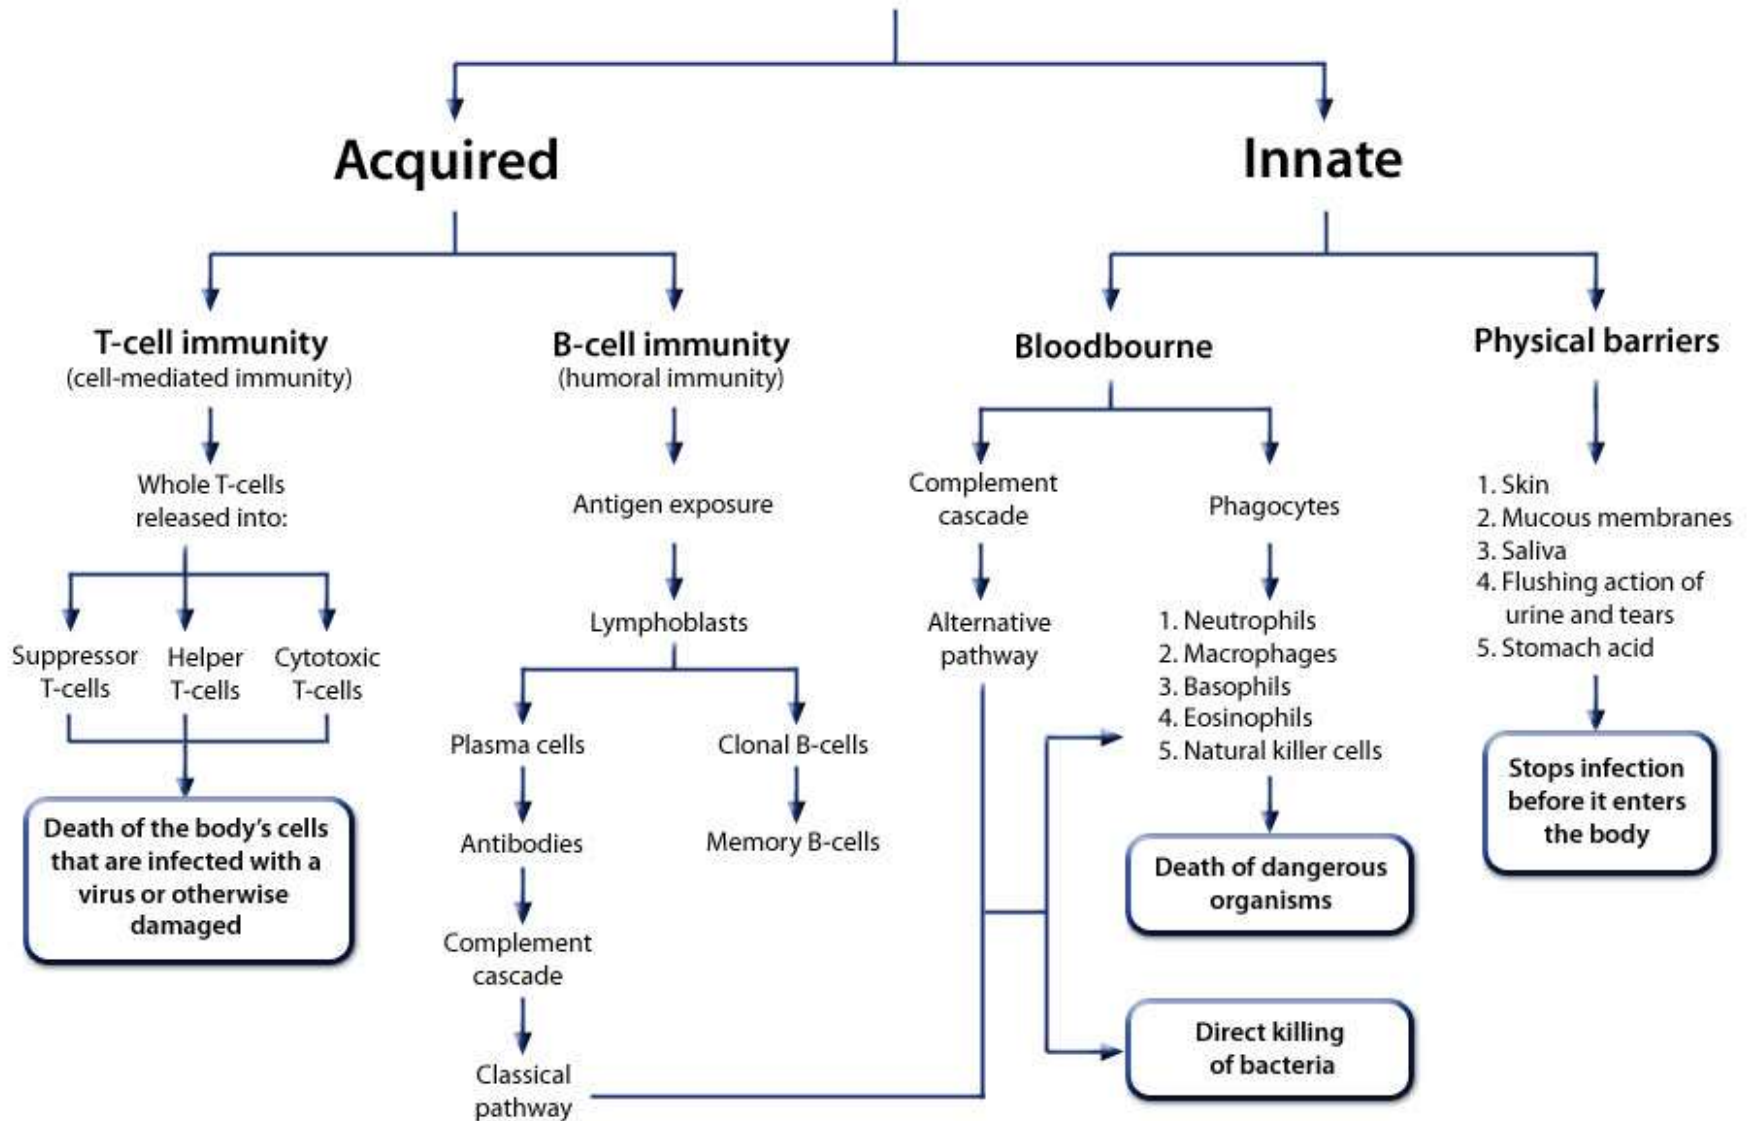 Acquired
Innate
T-cell immunity
(cell-mediated immunity)
B-cell immunity
(humoral immunity)
Bloodbourne
Physical barriers
Whole T-cells
released into:
Antigen exposure
Complement
cascade
Phagocytes
1. Skin
2. Mucous membranes
3. Saliva
4. Flushing action of
urine and tears
5. Stomach acid
Suppressor
T-cells
Helper
T-cells
Cytotoxic
T-cells
Lymphoblasts
Alternative
pathway
1. Neutrophils
2. Macrophages
3. Basophils
4. Eosinophils
5. Natural killer cells
Plasma cells
Clonal B-cells
Stops infection
before it enters
the body
Death of the body's cells
that are infected with a
virus or otherwise
damaged
Antibodies
Memory B-cells
Death of dangerous
organisms
Complement
cascade
Direct killing
of bacteria
Classical
pathway